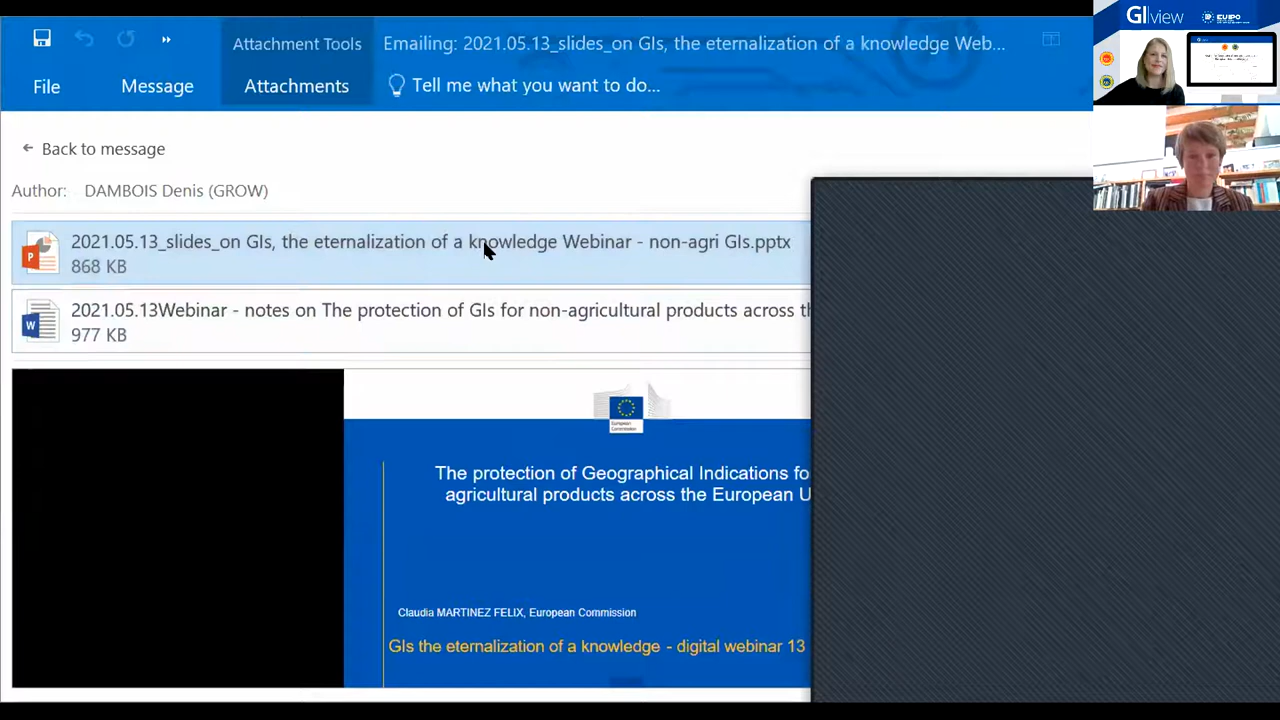 Attachment Tools
Emailing: 2021.05.13_slides_on GIs, the eternalization of a knowledge Web...
File
Message
Attachments
Tell me what you want to do...
Back to message
Author: DAMBOIS Denis (GROW)
2021.05.13_slides_on GIs, the eternalization of a knowledge Webinar - non-agri GIs.pptx
868 KB
2021.05.13Webinar - notes on The protection of GIs for non-agricultural products across th
977 KB
European
Commission
The protection of Geographical Indications fo
agricultural products across the European U
Claudia MARTINEZ FELIX, European Commission
GIs the eternalization of a knowledge - digital webinar 13
GIview
EUIPO